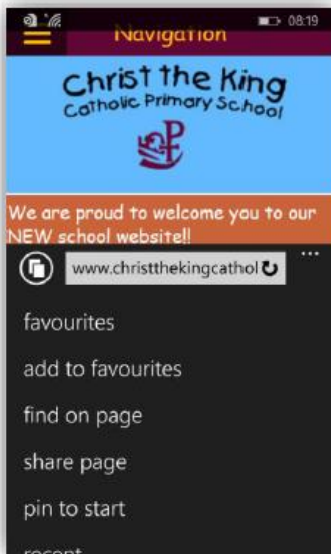 08:19
Navigation
Christ the King
Catholic Primary School
We are proud to welcome you to our
NEW school website!!
www.christthekingcathol
...
favourites
add to favourites
find on page
share page
pin to start
recent